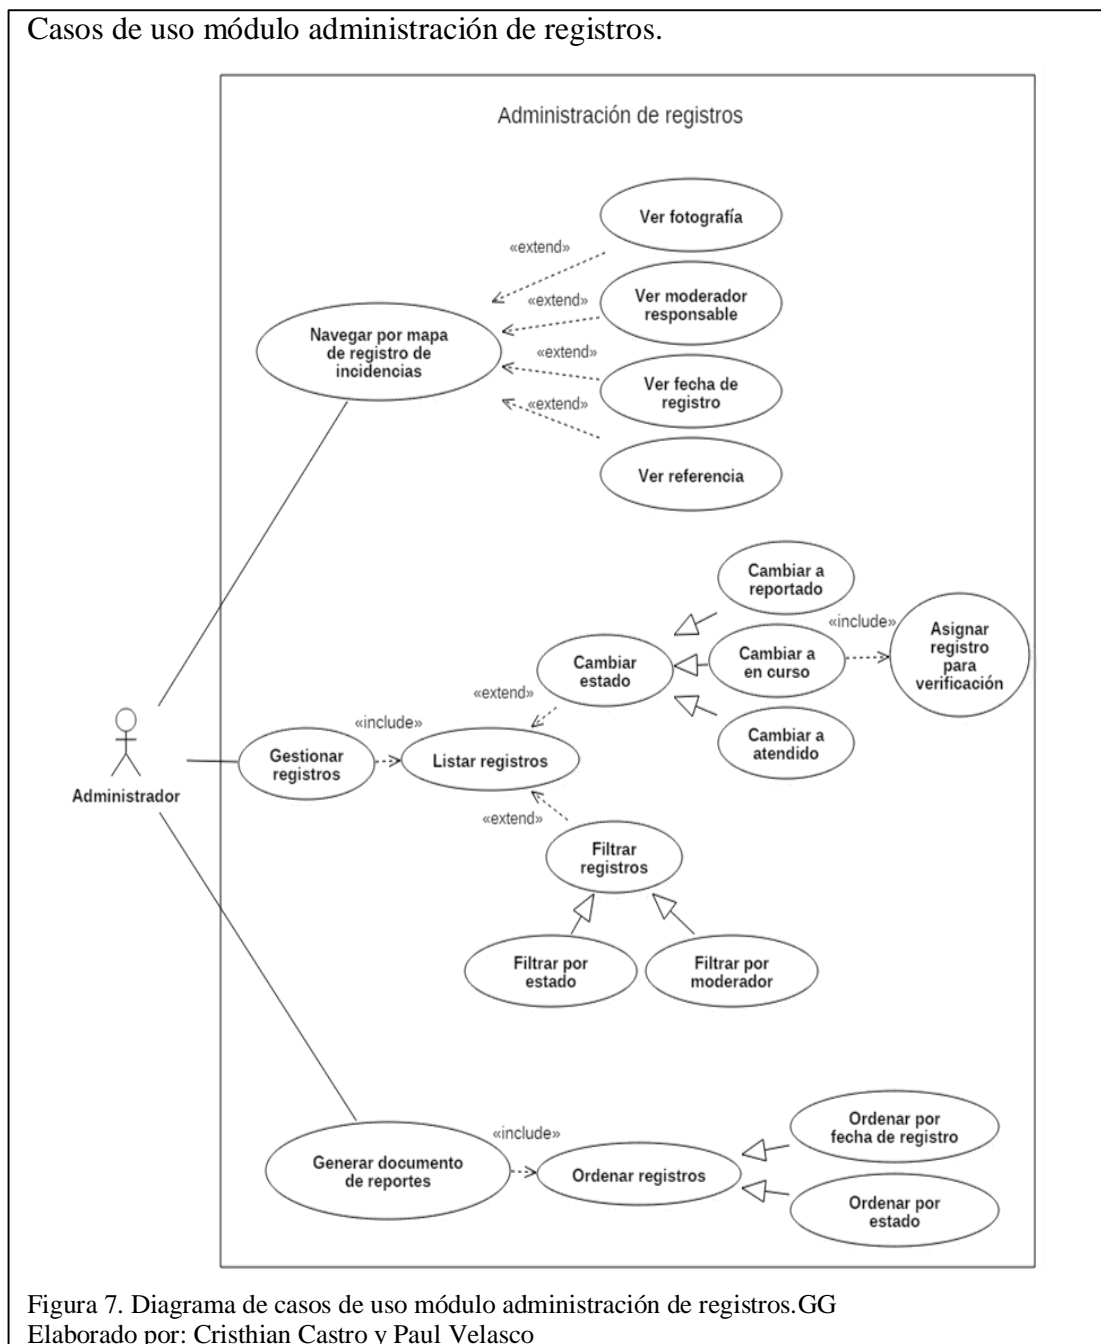 Casos de uso módulo administración de registros.
Administración de registros
Ver fotografía
«extend»
Ver moderador
responsable
«extend»
Navegar por mapa
de registro de
incidencias
«extend»
Ver fecha de
registro
«extend»
Ver referencia
Cambiar a
reportado
«include»
Asignar
registro
para
verificación
Cambiar a
en curso
Cambiar
estado
«extend»
Cambiar a
atendido
«include»
Gestionar
registros
Listar registros
Administrador
«extend»
Filtrar
registros
Filtrar por
estado
Filtrar por
moderador
Ordenar por
fecha de registro
«include»
Generar documento
de reportes
Ordenar registros
Ordenar por
estado
Figura 7. Diagrama de casos de uso módulo administración de registros.GG
Elaborado por: Cristhian Castro y Paul Velasco